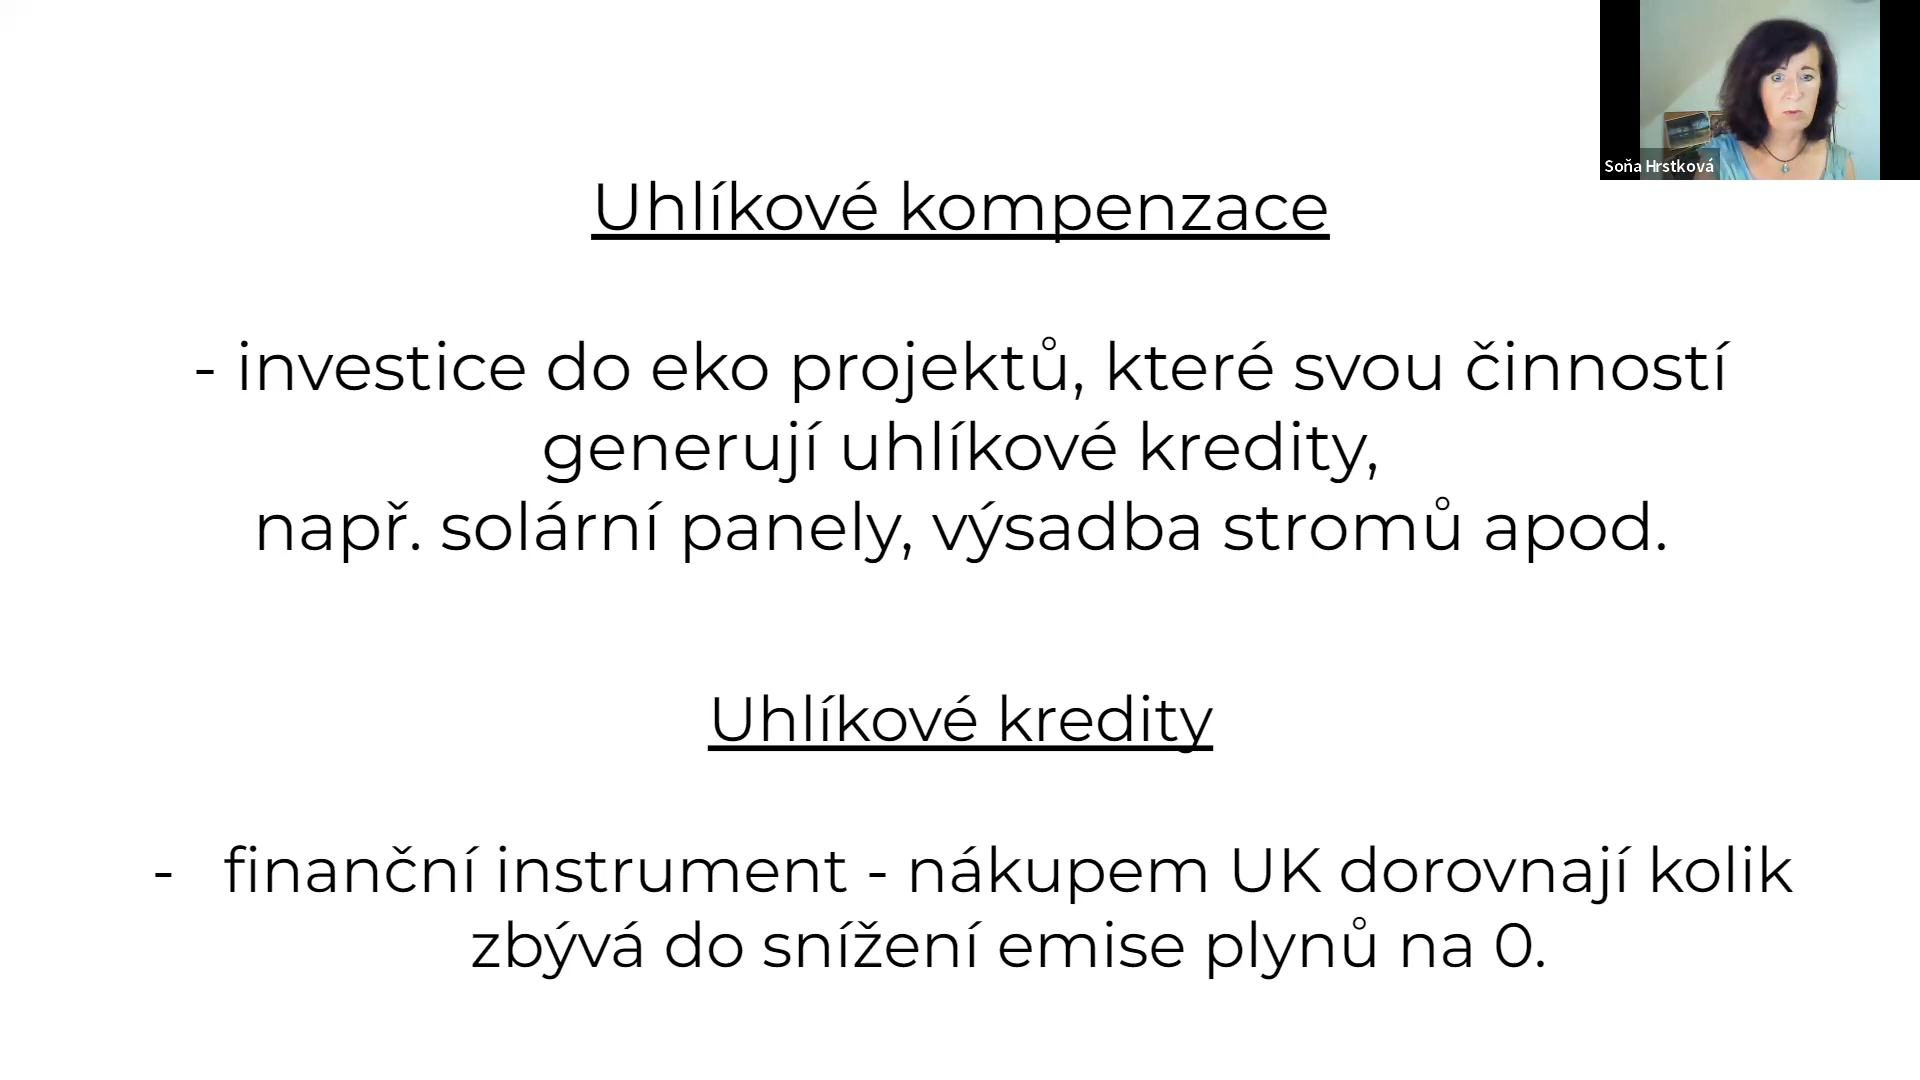 Soňa Hrstková
Uhlíkové kompenzace
- investice do eko projektů, které svou činností
generují uhlíkové kredity,
např. solární panely, výsadba stromů apod.
Uhlíkové kredity
- finanční instrument - nákupem UK dorovnají kolik
zbývá do snížení emise plynů na 0.